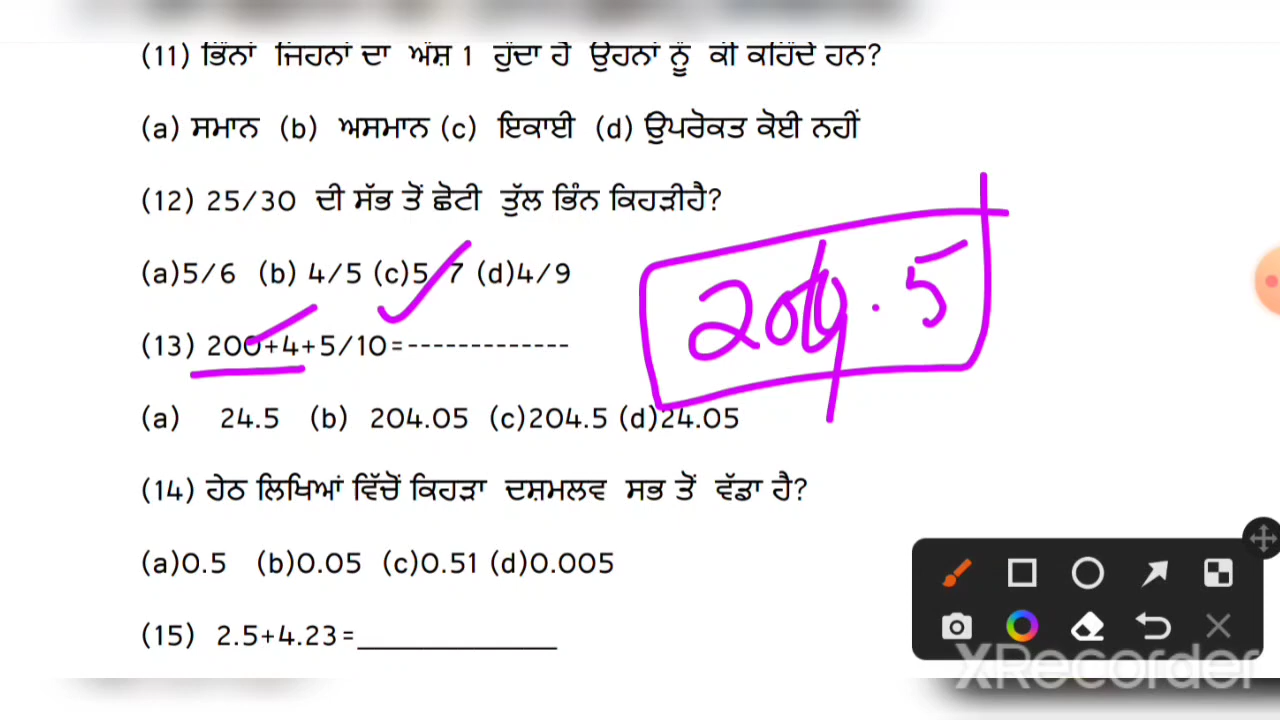 (11) ਭਿੰਨਾਂ ਜਿਹਨਾਂ ਦਾ ਅੰਸ਼ 1 ਹੁੰਦਾ ਹੈ ਉਹਨਾਂ ਨੂੰ ਕੀ ਕਹਿੰਦੇ ਹਨ?
(a) ਸਮਾਨ (b) ਅਸਮਾਨ (c) ਇਕਾਈ (d) ਉਪਰੋਕਤ ਕੋਈ ਨਹੀਂ
(12) 25/30 ਦੀ ਸੱਭ ਤੋਂ ਛੋਟੀ ਤੁੱਲ ਭਿੰਨ ਕਿਹੜੀਹੈ?
(a)5/6 (b) 4/5 (c)5/7 (d)4/9
204.5
(13) 200+4+5/10=-------------
(a) 24.5 (b) 204.05 (c)204.5 (d)24.05
(14) ਹੇਠ ਲਿਖਿਆਂ ਵਿੱਚੋਂ ਕਿਹੜਾ ਦਸ਼ਮਲਵ ਸਭ ਤੋਂ ਵੱਡਾ ਹੈ?
(a)0.5 (b)0.05 (c)0.51 (d)0.005
(15) 2.5+4.23=_____________
XRecorder